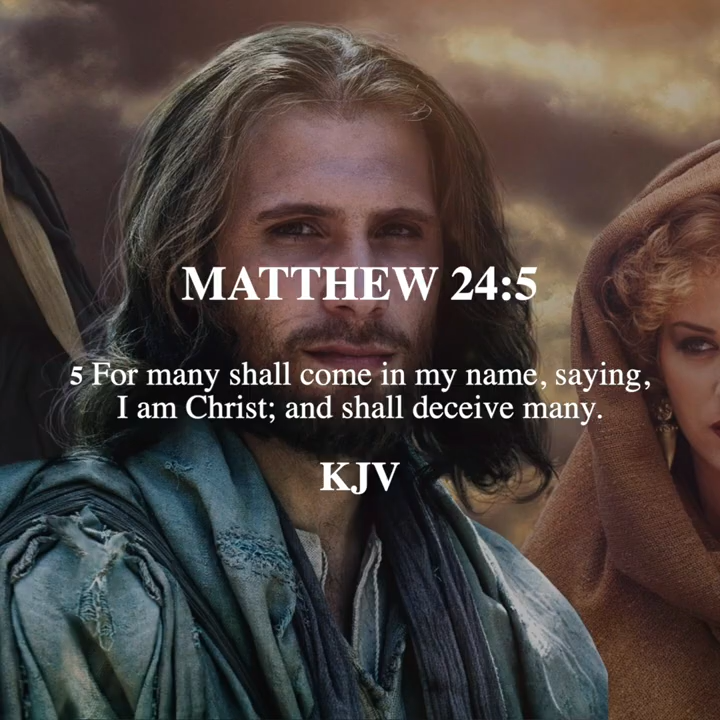 MATTHEW 24:5
5 For many shall come in my name, saying,
I am Christ; and shall deceive many.
KJV